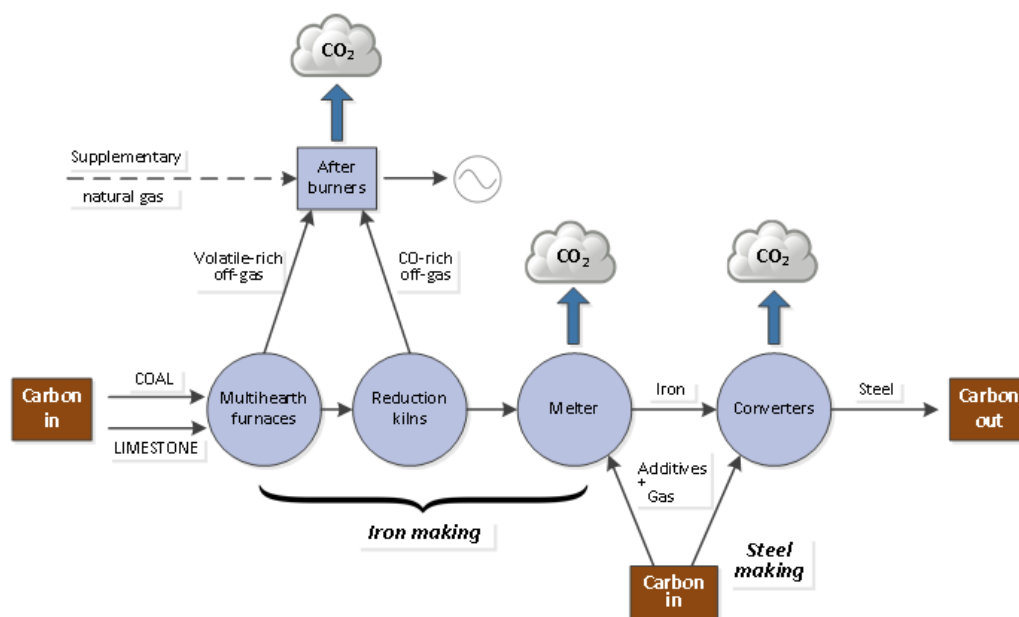 CO₂
Supplementary
natural gas
After
burners
Volatile-rich
off-gas
CO-rich
off-gas
CO₂
CO₂
Carbon
in
COAL
LIMESTONE
Multihearth
furnaces
Reduction
kilns
Melter
Iron
Converters
Steel
Carbon
out
Additives
+
Gas
Iron making
Carbon
in
Steel
making